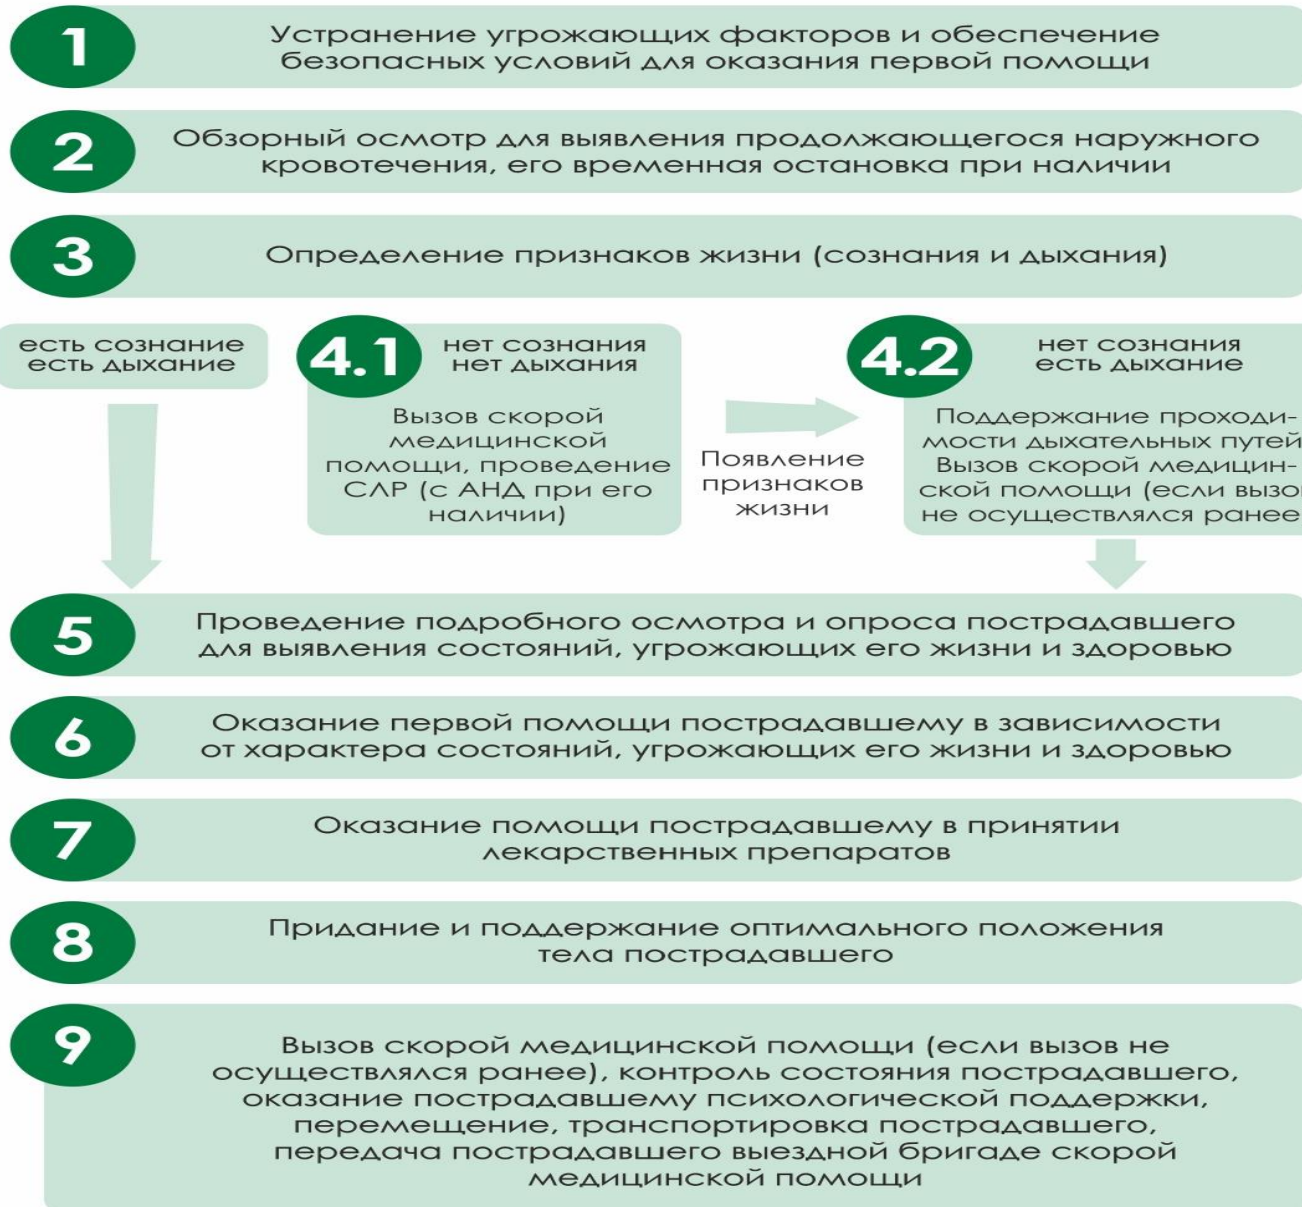 1
Устранение угрожающих факторов и обеспечение
безопасных условий для оказания первой помощи
2
Обзорный осмотр для выявления продолжающегося наружного
кровотечения, его временная остановка при наличии
3
Определение признаков жизни (сознания и дыхания)
есть сознание
есть дыхание
4.1
нет сознания
нет дыхания
Вызов скорой
медицинской
помощи, проведение
СЛР (с АНД при его
наличии)
Появление
признаков
жизни
4.2
нет сознания
есть дыхание
Поддержание проходи-
мости дыхательных путей
Вызов скорой медицин-
ской помощи (если вызов
не осуществлялся ранее
5
Проведение подробного осмотра и опроса пострадавшего
для выявления состояний, угрожающих его жизни и здоровью
6
Оказание первой помощи пострадавшему в зависимости
от характера состояний, угрожающих его жизни и здоровью
7
Оказание помощи пострадавшему в принятии
лекарственных препаратов
8
Придание и поддержание оптимального положения
тела пострадавшего
9
Вызов скорой медицинской помощи (если вызов не
осуществлялся ранее), контроль состояния пострадавшего,
оказание пострадавшему психологической поддержки,
перемещение, транспортировка пострадавшего,
передача пострадавшего выездной бригаде скорой
медицинской помощи